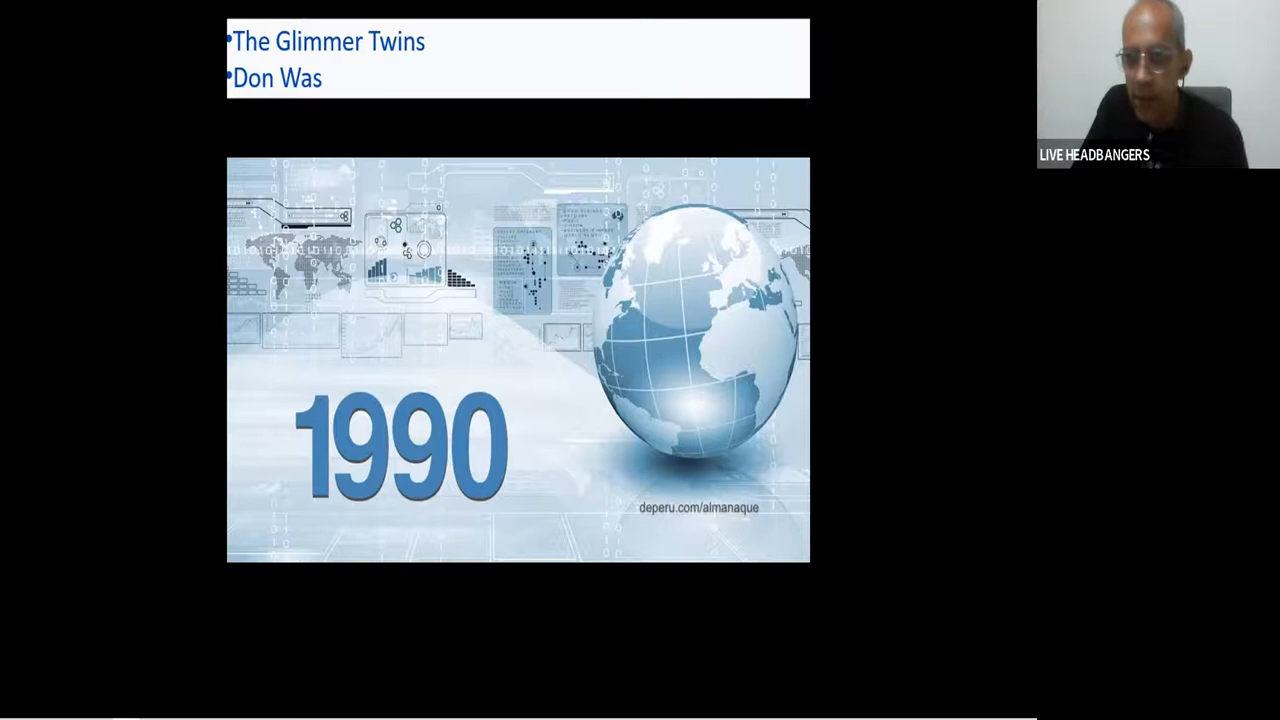 •The Glimmer Twins
•Don Was
LIVE HEADBANGERS
1990
deperu.com/almanaque